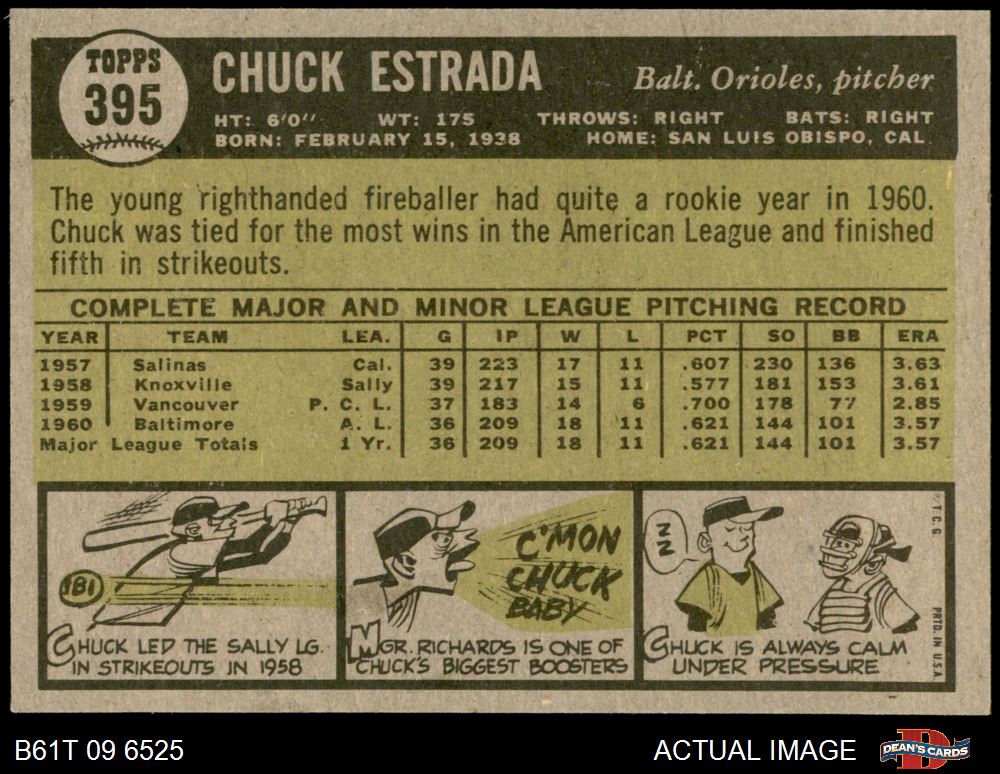 TOPPS
395
CHUCK ESTRADA
Balt. Orioles, pitcher
HT: 6'0" WT: 175 THROWS: RIGHT BATS: RIGHT
BORN: FEBRUARY 15, 1938 HOME: SAN LUIS OBISPO, CAL.
The young righthanded fireballer had quite a rookie year in 1960.
Chuck was tied for the most wins in the American League and finished
fifth in strikeouts.
COMPLETE MAJOR AND MINOR LEAGUE PITCHING RECORD
YEAR TEAM LEA. G IP W L PCT SO BB ERA
1957 Salinas Cal. 39 223 17 11 .607 230 136 3.63
1958 Knoxville Sally 39 217 15 11 .577 181 153 3.61
1959 Vancouver P. C. L. 37 183 14 6 .700 178 77 2.85
1960 Baltimore A. L. 36 209 18 11 .621 144 101 3.57
Major League Totals 1 Yr. 36 209 18 11 .621 144 101 3.57
181
CHUCK LED THE SALLY LG.
IN STRIKEOUTS IN 1958
C'MON
CHUCK
BABY
MGR. RICHARDS IS ONE OF
CHUCK'S BIGGEST BOOSTERS
Z
Z
CHUCK IS ALWAYS CALM
UNDER PRESSURE
T. C. G.
PRTD. IN U.S.A.
B61T 09 6525
ACTUAL IMAGE
DEAN'S CARDS